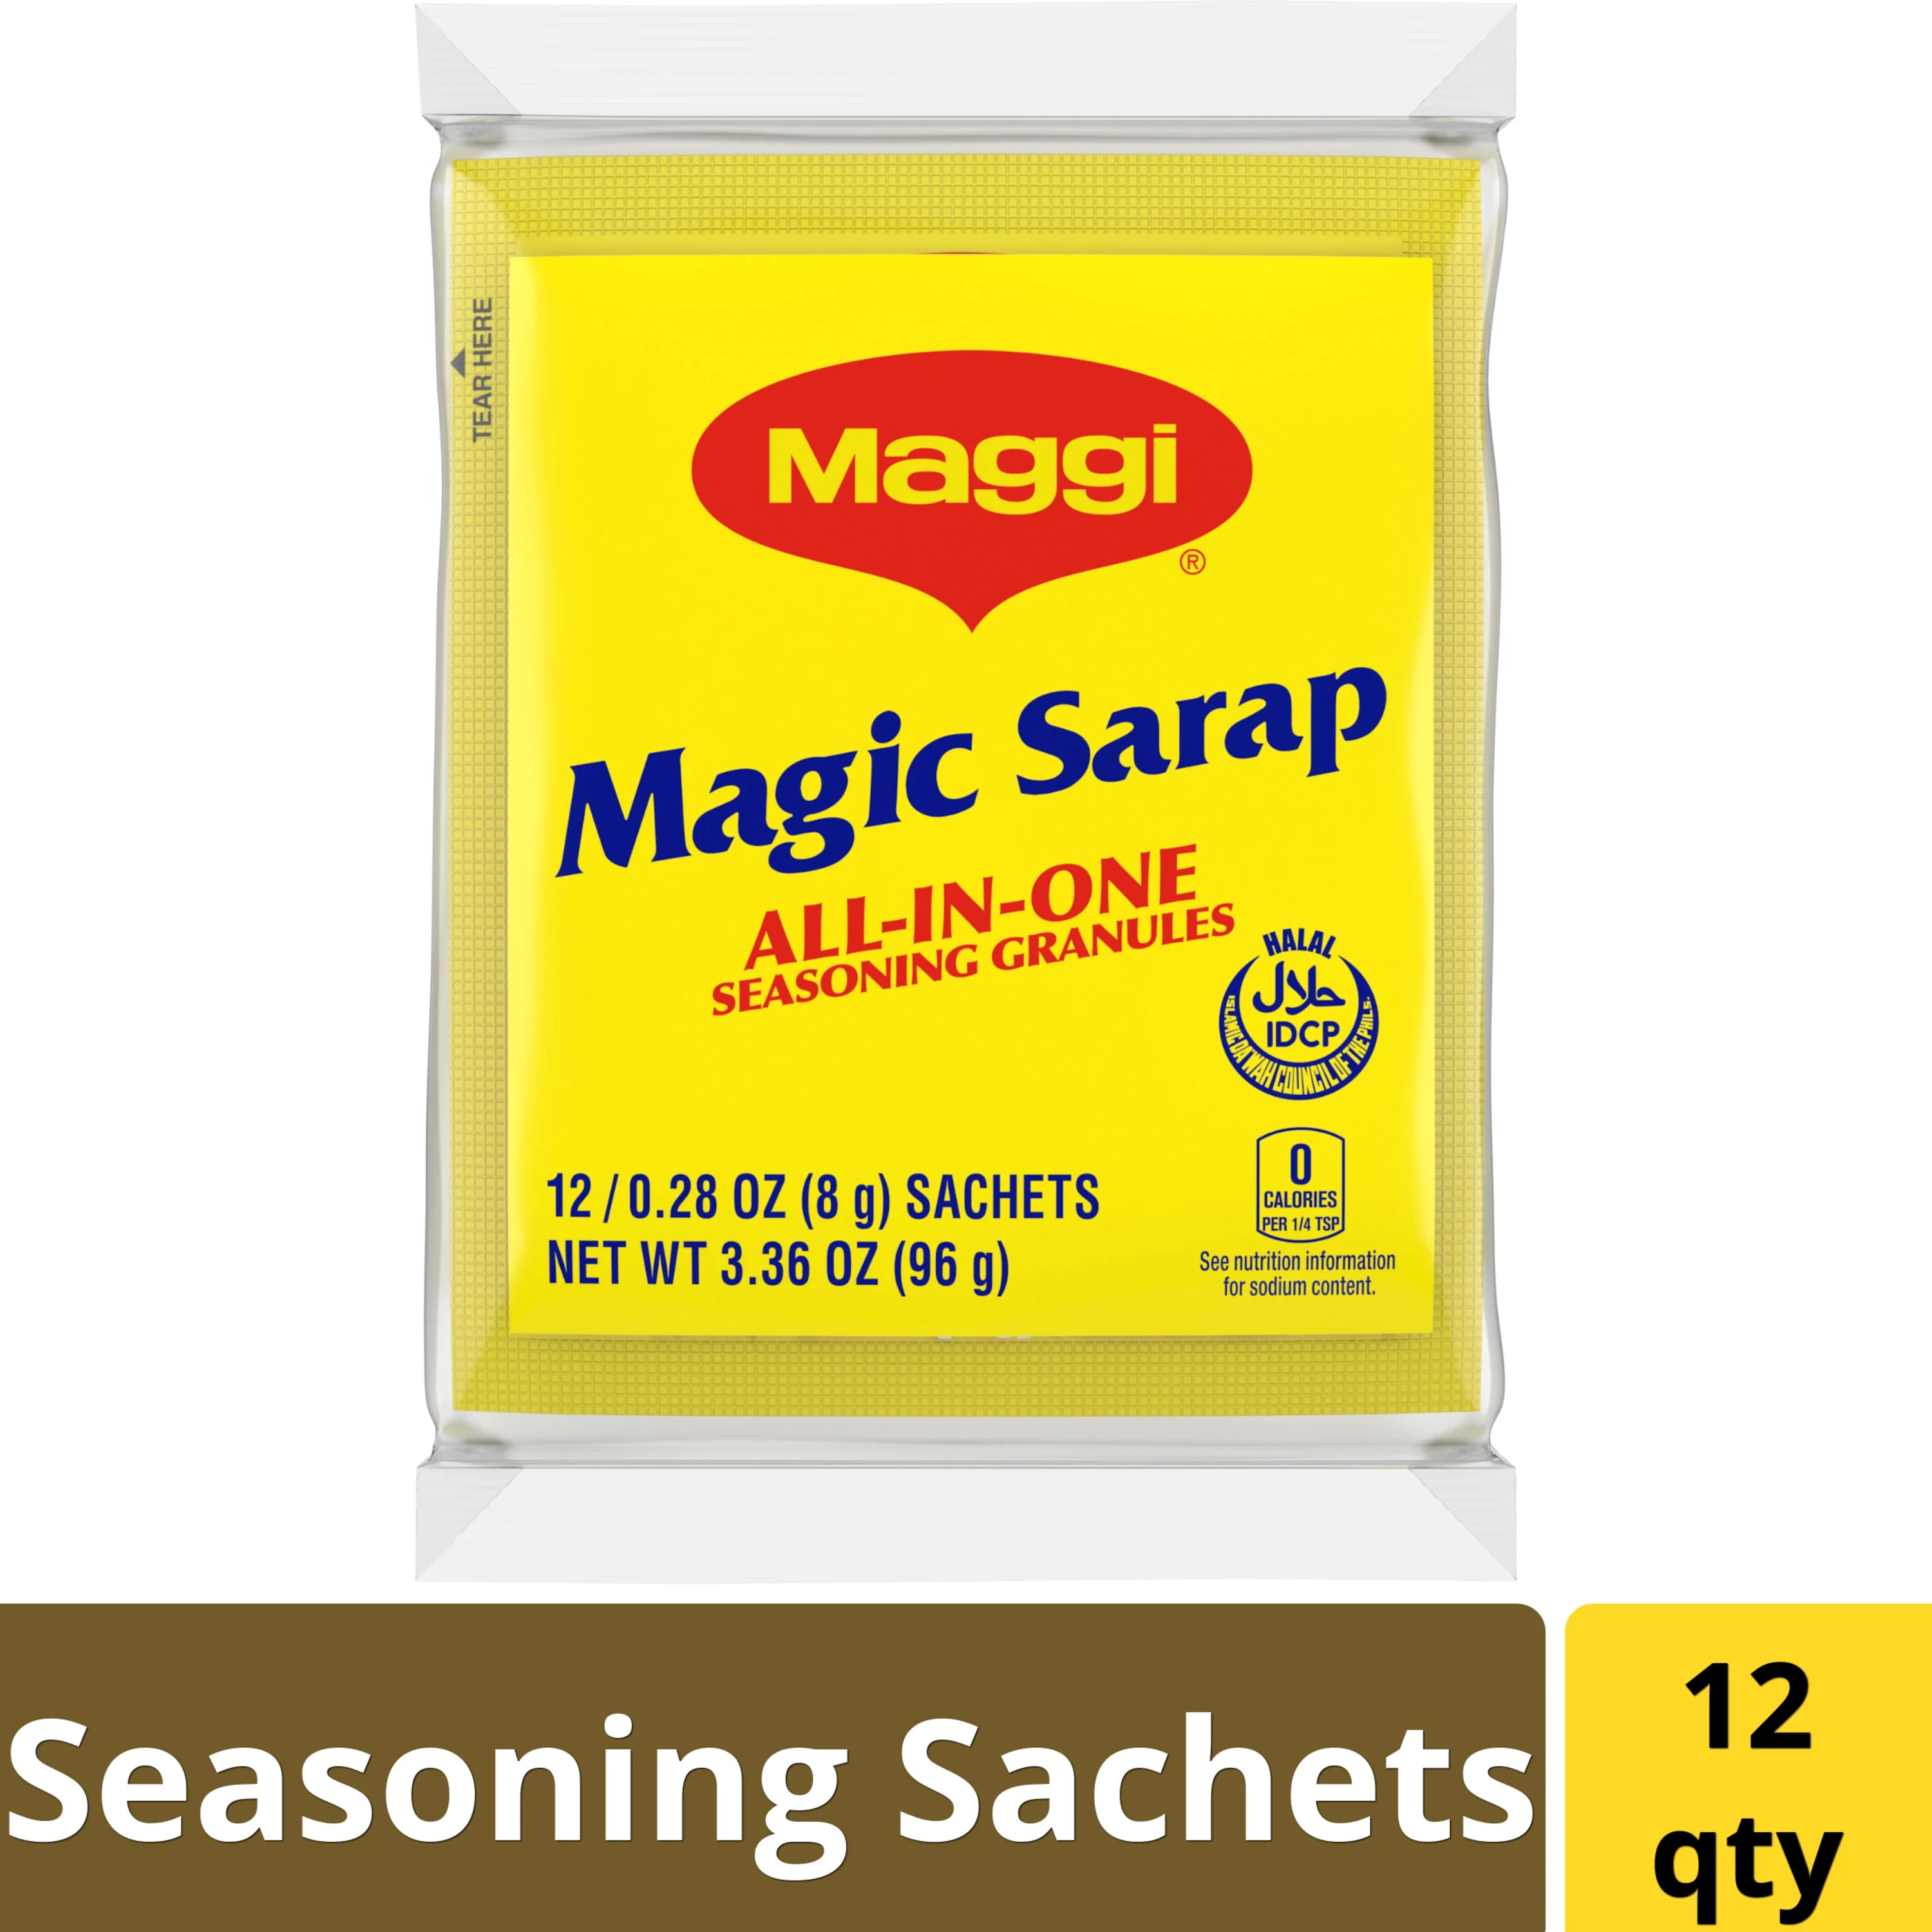 TEAR HERE
Maggi
®
Magic Sarap
ALL-IN-ONE
SEASONING GRANULES
HALAL
حلال
IDCP
ISLAMIC DA'WAH COUNCIL OF THE PHILS.
12 / 0.28 OZ (8 g) SACHETS
NET WT 3.36 OZ (96 g)
0
CALORIES
PER 1/4 TSP
See nutrition information
for sodium content.
Seasoning Sachets
12
qty